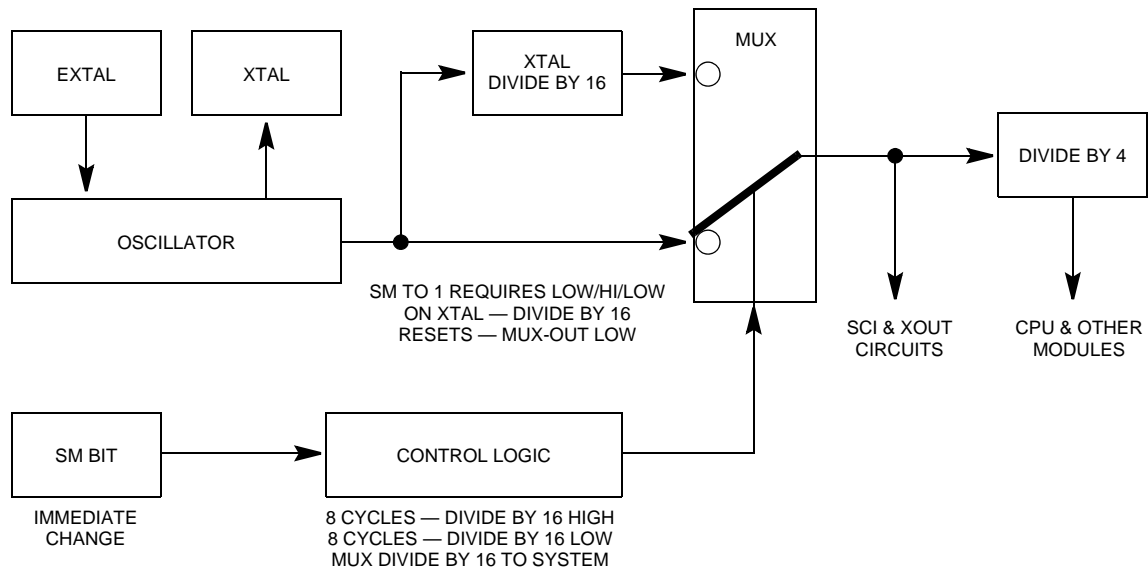 MUX
EXTAL
XTAL
XTAL
DIVIDE BY 16
DIVIDE BY 4
OSCILLATOR
SM TO 1 REQUIRES LOW/HI/LOW
ON XTAL — DIVIDE BY 16
RESETS — MUX-OUT LOW
SCI & XOUT
CIRCUITS
CPU & OTHER
MODULES
SM BIT
CONTROL LOGIC
IMMEDIATE
CHANGE
8 CYCLES — DIVIDE BY 16 HIGH
8 CYCLES — DIVIDE BY 16 LOW
MUX DIVIDE BY 16 TO SYSTEM